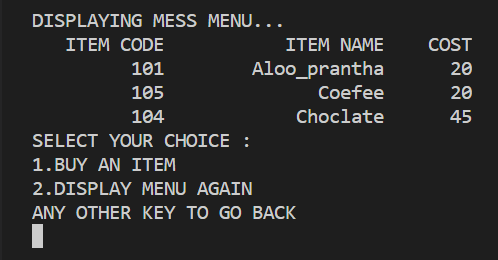 DISPLAYING MESS MENU...
ITEM CODE ITEM NAME COST
101 Aloo_prantha 20
105 Coefee 20
104 Choclate 45
SELECT YOUR CHOICE :
1.BUY AN ITEM
2.DISPLAY MENU AGAIN
ANY OTHER KEY TO GO BACK